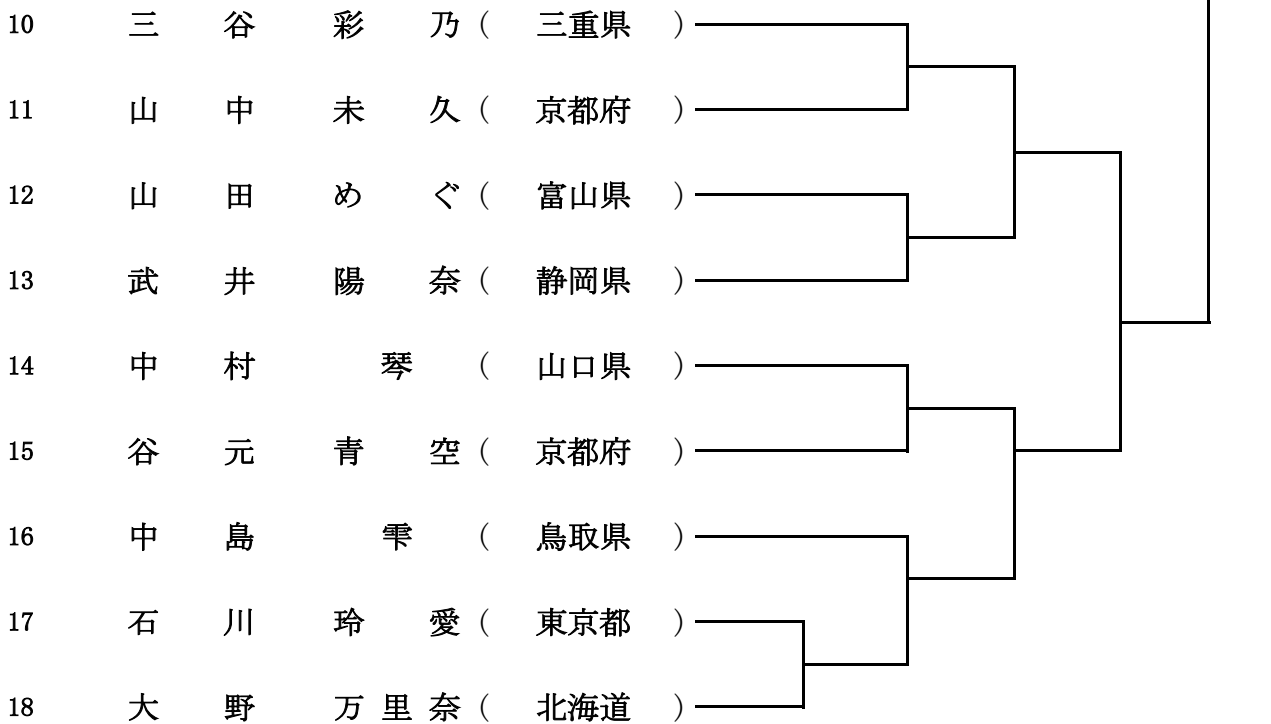 10 三谷彩乃 ( 三重県 )
11 山中未久 ( 京都府 )
12 山田めぐ ( 富山県 )
13 武井陽奈 ( 静岡県 )
14 中村琴 ( 山口県 )
15 谷元青空 ( 京都府 )
16 中島雫 ( 鳥取県 )
17 石川玲愛 ( 東京都 )
18 大野万里奈 ( 北海道 )